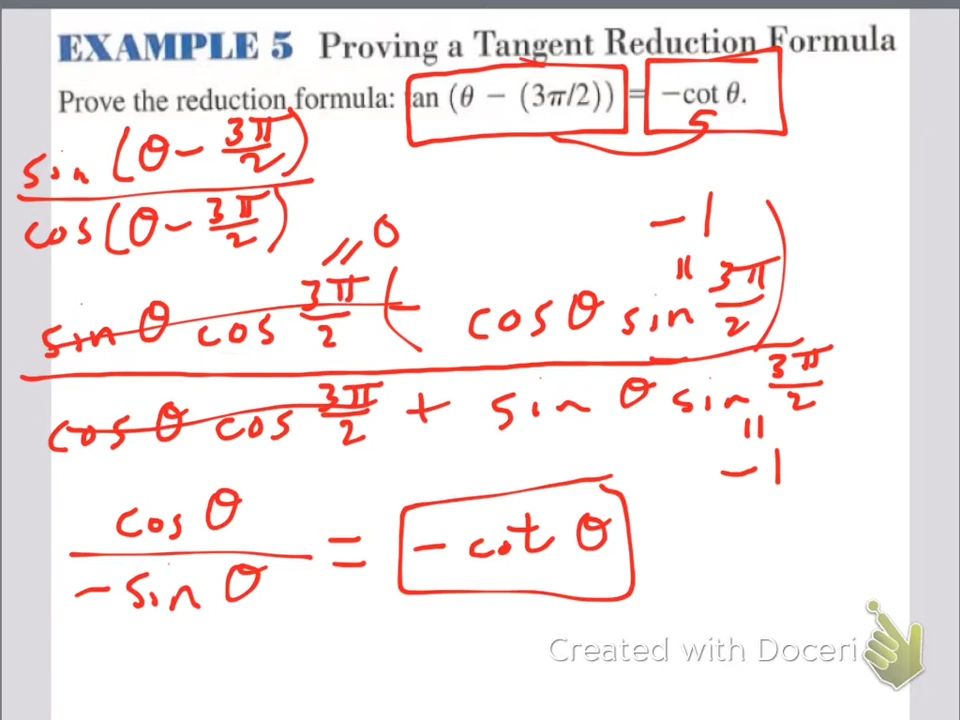 EXAMPLE 5 Proving a Tangent Reduction Formula
Prove the reduction formula: tan (θ − (3π/2)) = −cot θ.
sin (θ − 3π/2)
cos (θ − 3π/2)
= 0
− 1
=
sin θ cos 3π/2 (− cos θ sin 3π/2)
cos θ cos 3π/2 + sin θ sin 3π/2
=
− 1
cos θ
− sin θ
= − cot θ
Created with Doceri